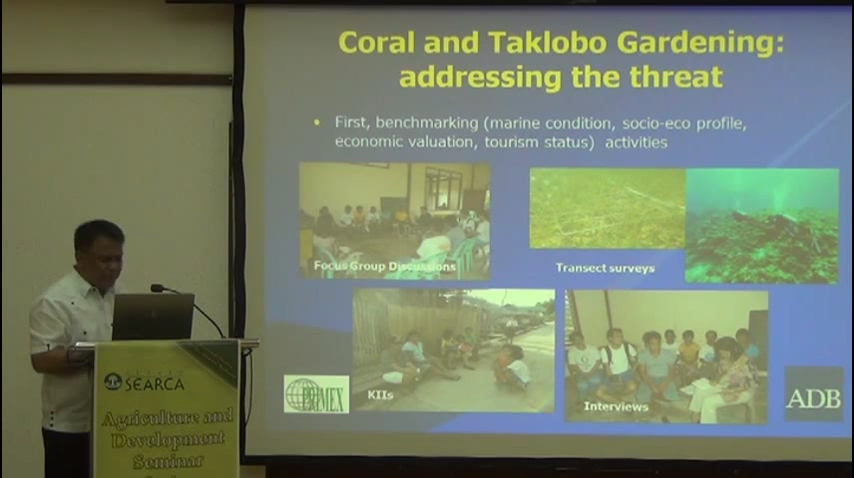 Coral and Taklobo Gardening:
addressing the threat
• First, benchmarking (marine condition, socio-eco profile,
economic valuation, tourism status) activities
Focus Group Discussions
Transect surveys
KIIs
Interviews
PRIMEX
ADB
SEARCA
Agriculture and
Development
Seminar